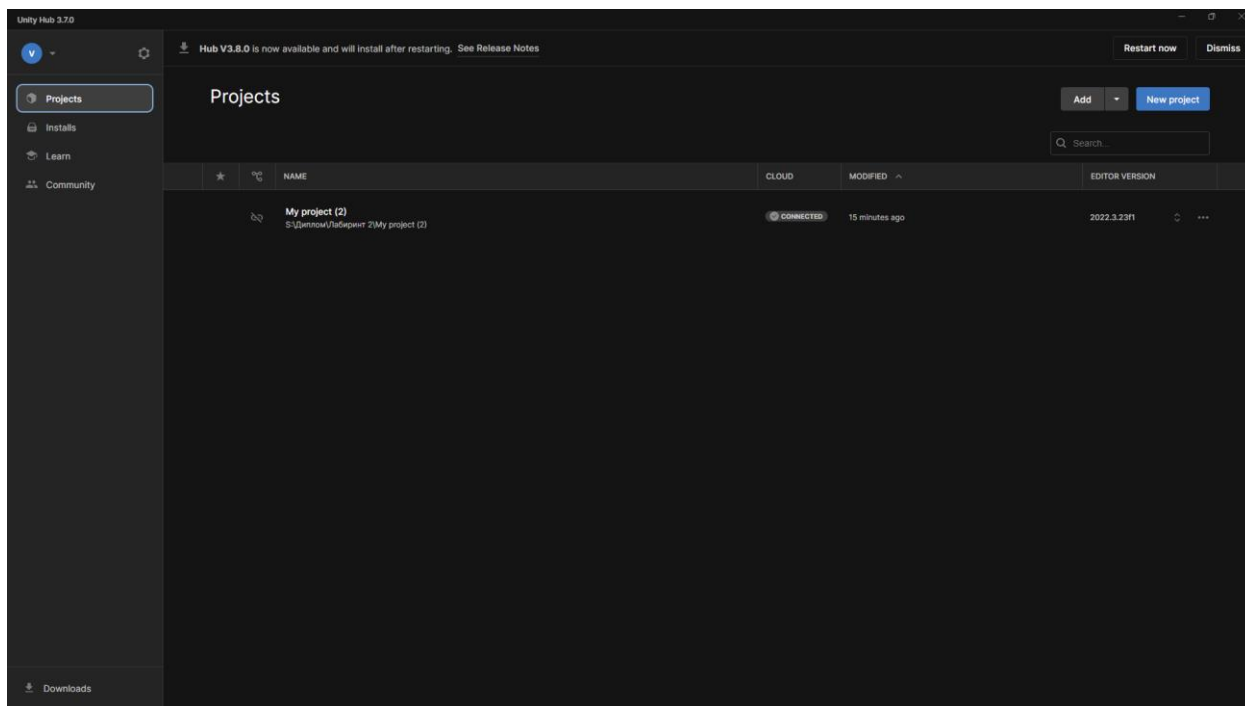 Unity Hub 3.7.0
V
Hub V3.8.0 is now available and will install after restarting. See Release Notes
Restart now
Dismiss
Projects
Installs
Learn
Community
Projects
Add
New project
Search...
NAME
CLOUD
MODIFIED
EDITOR VERSION
My project (2)
S:\Диплом\Лабиринт 2\My project (2)
CONNECTED
15 minutes ago
2022.3.23f1
Downloads